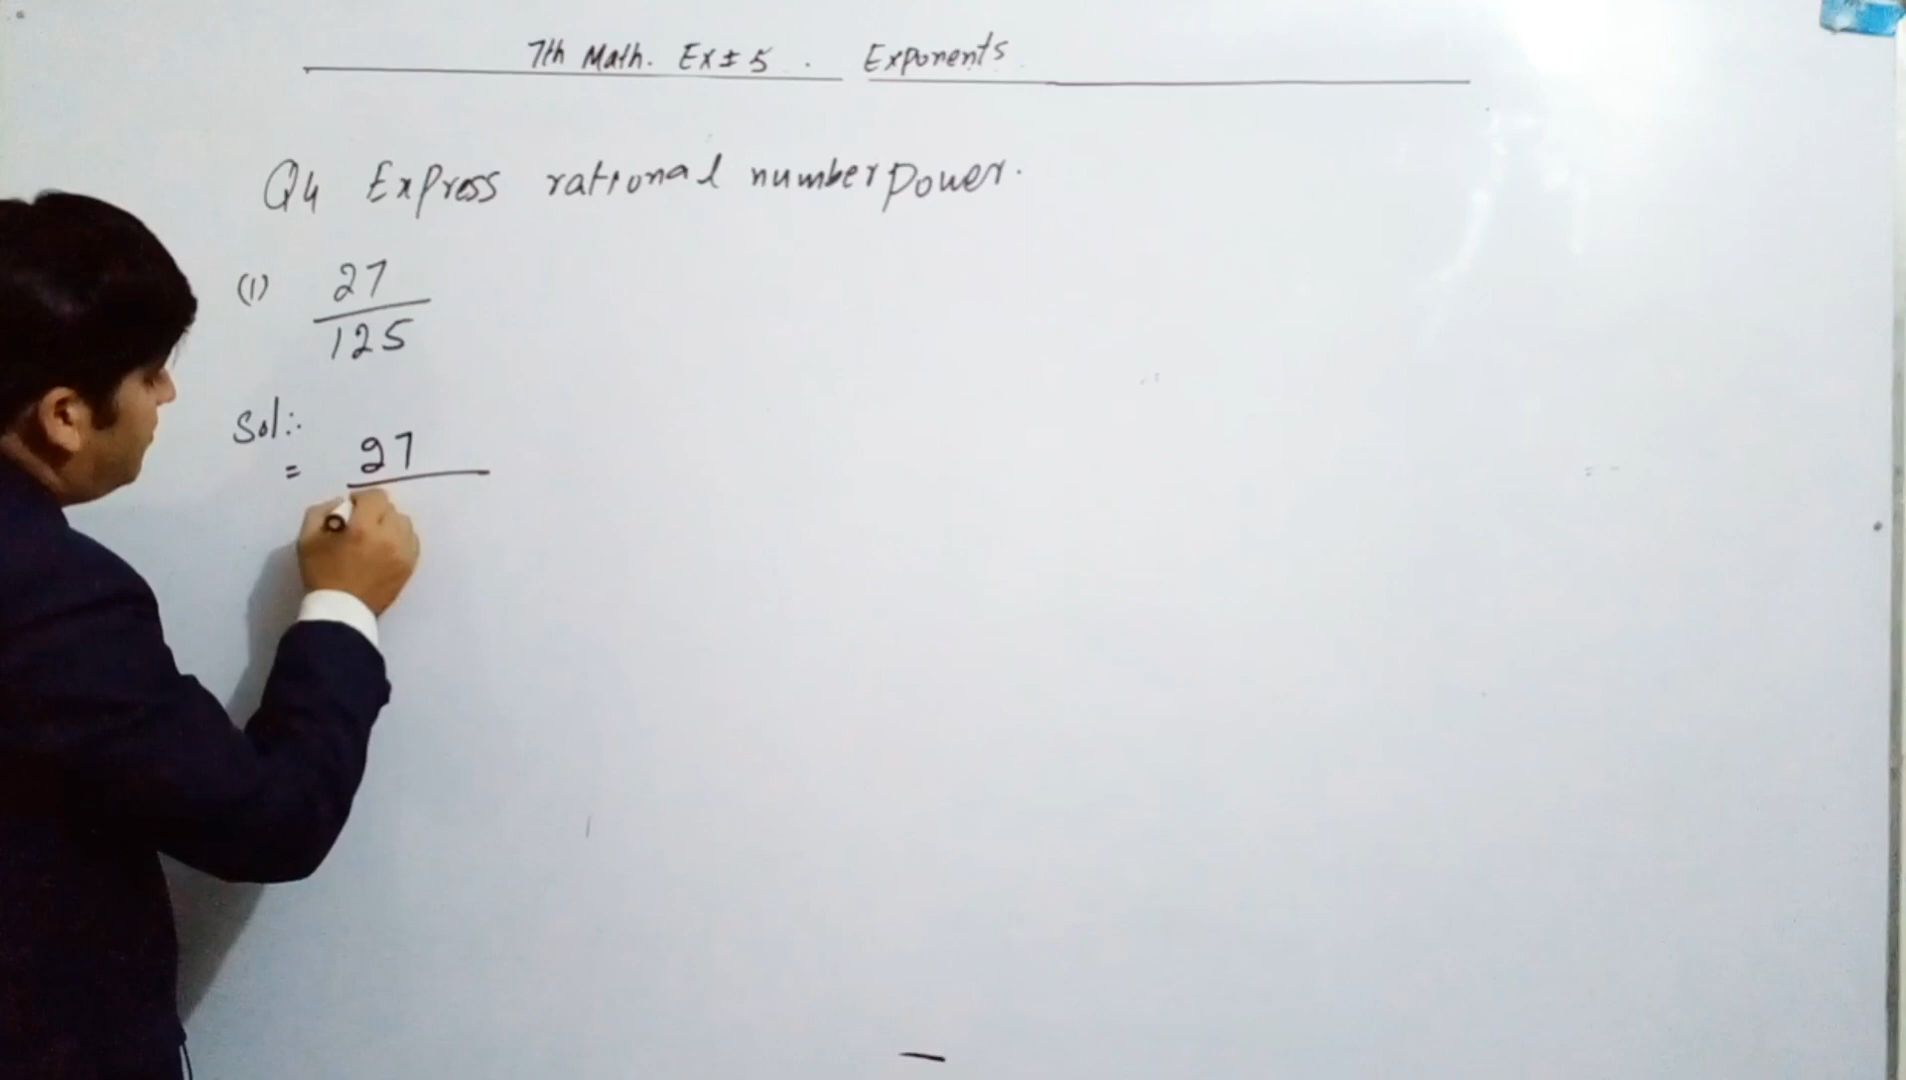 7th Math. Ex ± 5 . Exponents
Q4 Express rational number power.
(1) 27
125
Sol:.
= 27